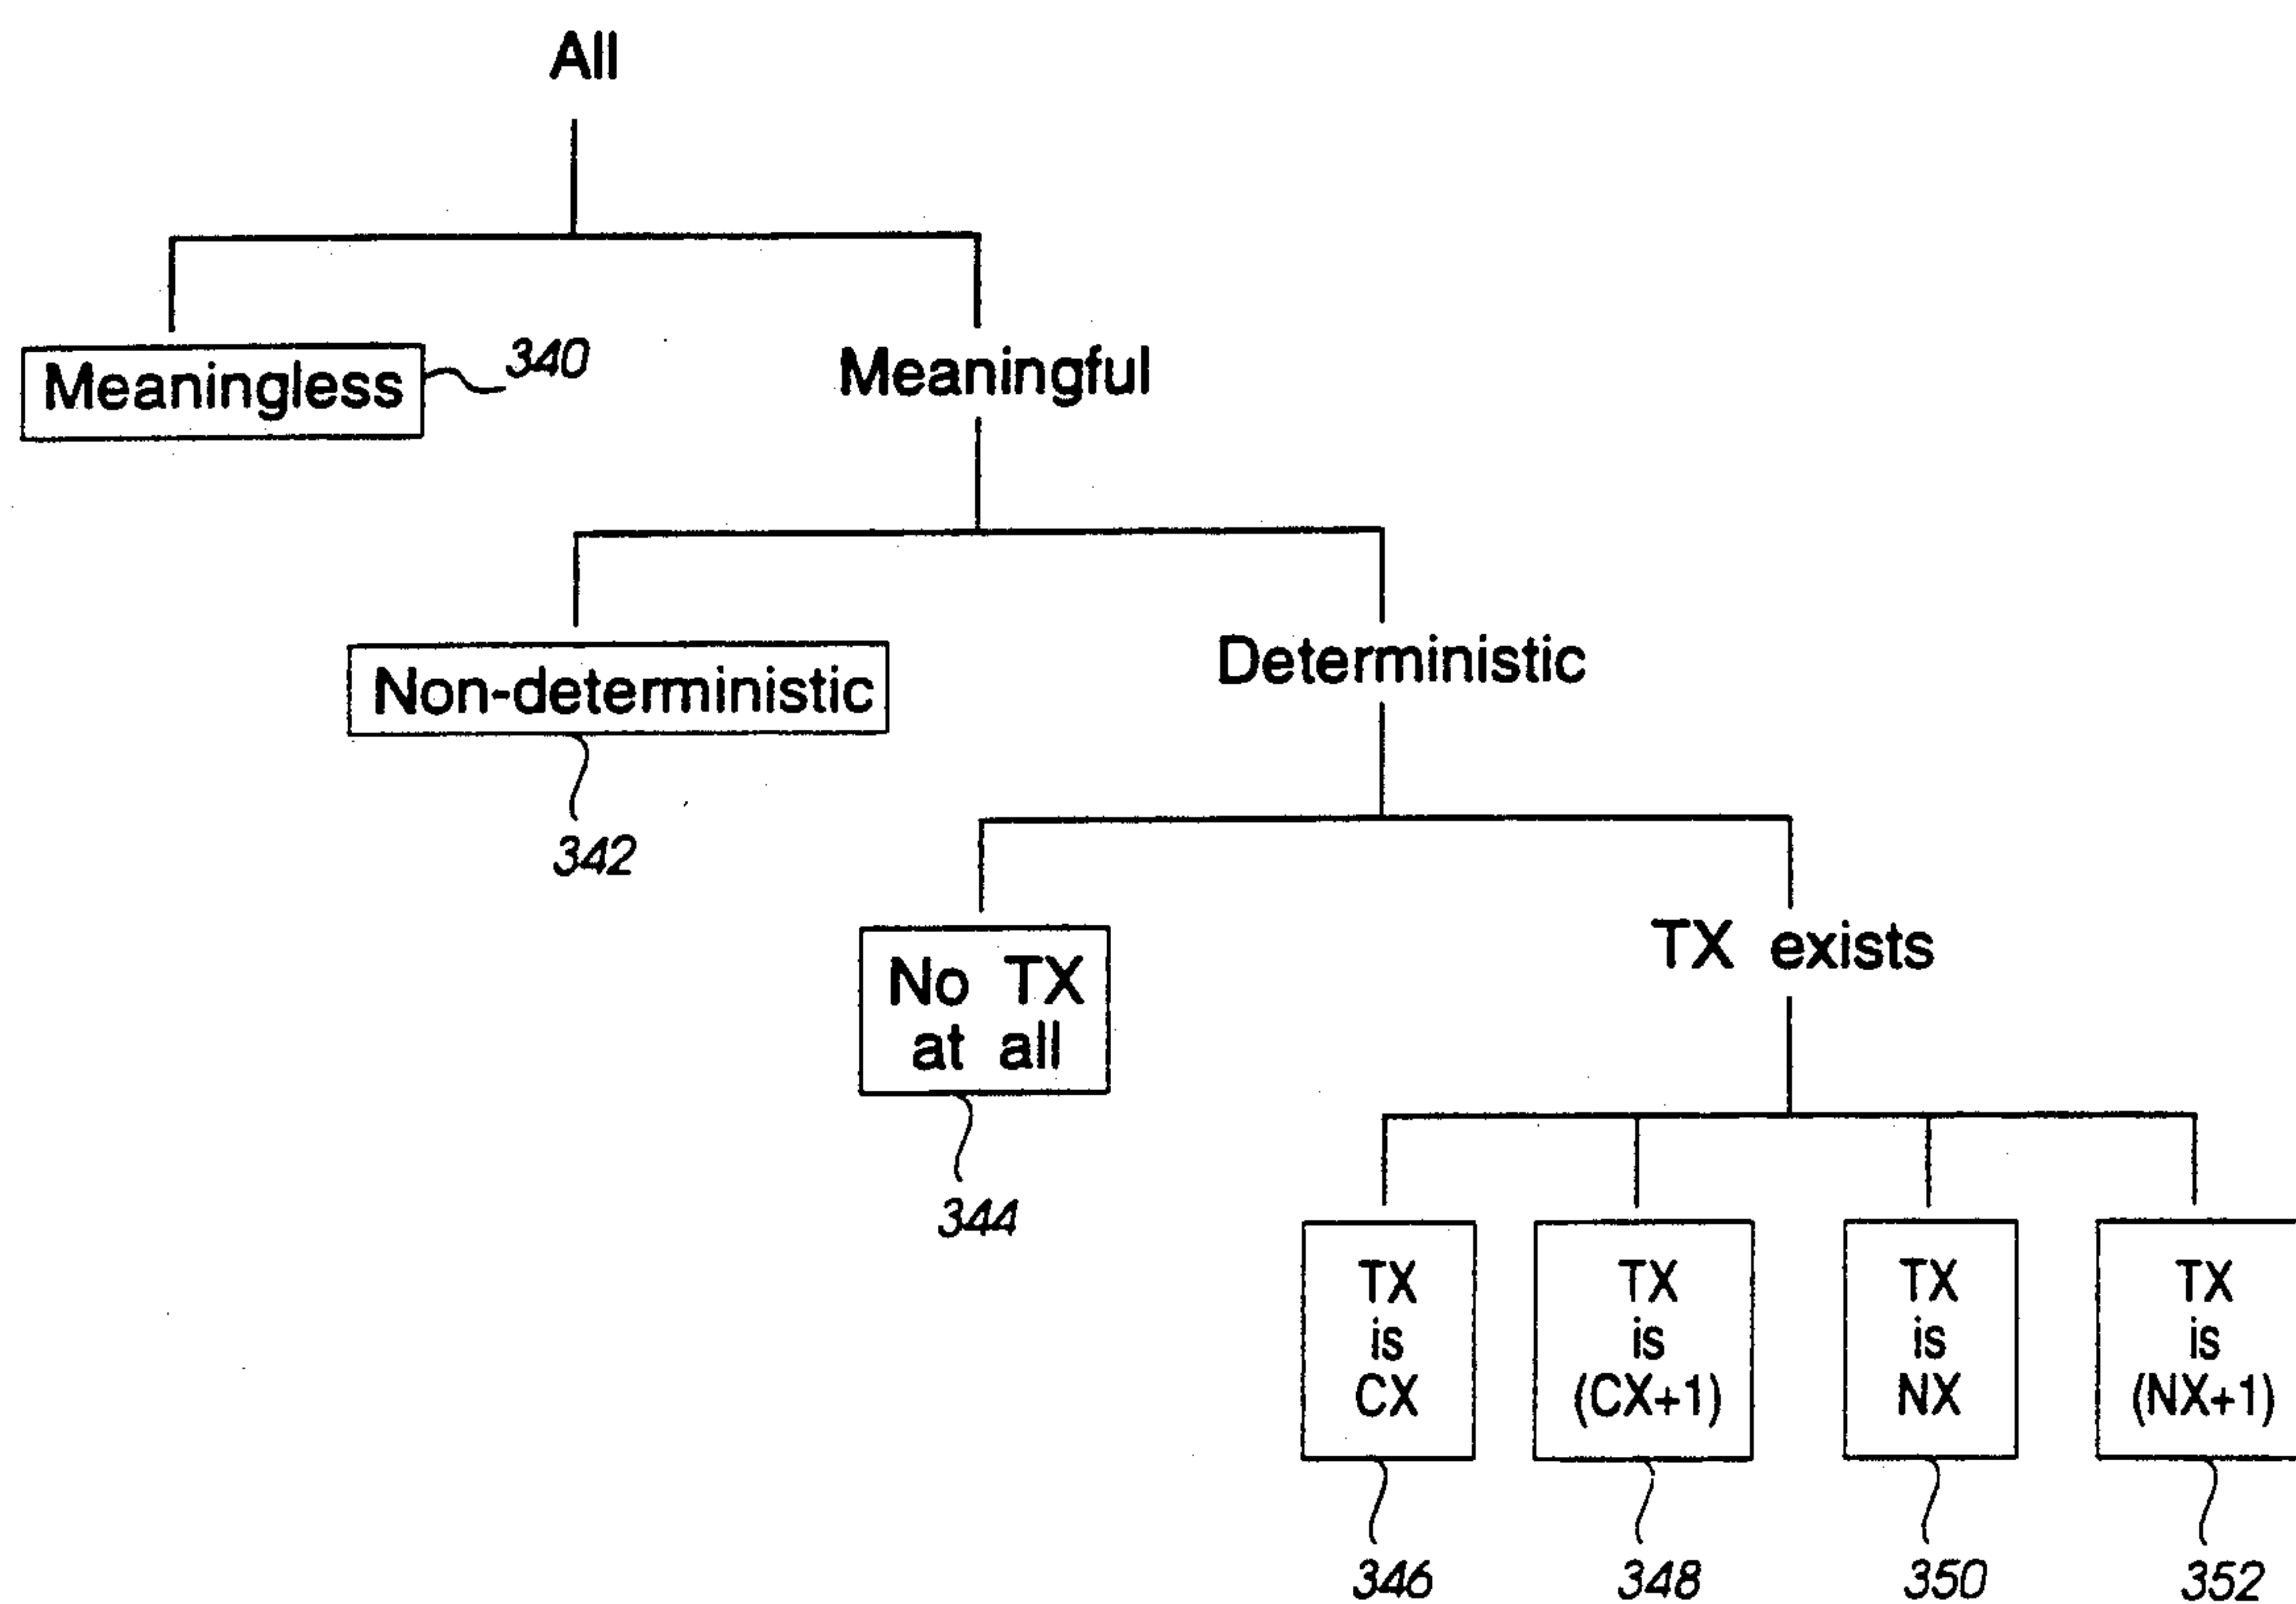 All
Meaningless
340
Meaningful
Non-deterministic
342
Deterministic
No TX
at all
344
TX exists
TX
is
CX
346
TX
is
(CX+1)
348
TX
is
NX
350
TX
is
(NX+1)
352